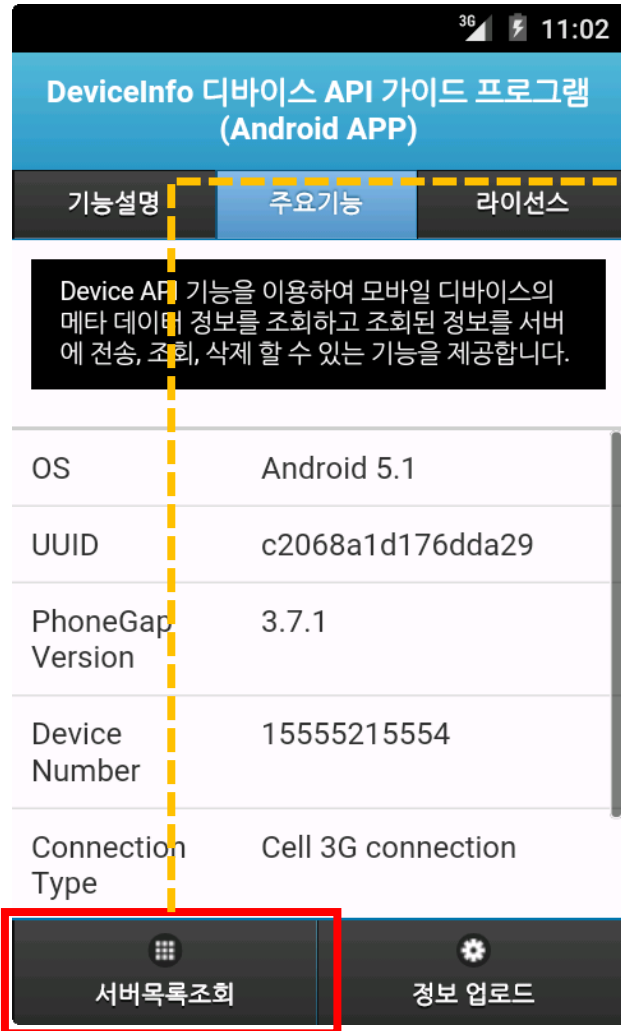 3G 11:02
DeviceInfo 디바이스 API 가이드 프로그램
(Android APP)
기능설명 주요기능 라이선스
Device API 기능을 이용하여 모바일 디바이스의
메타 데이터 정보를 조회하고 조회된 정보를 서버
에 전송, 조회, 삭제 할 수 있는 기능을 제공합니다.
OS Android 5.1
UUID c2068a1d176dda29
PhoneGap 3.7.1
Version
Device 15555215554
Number
Connection Cell 3G connection
Type
서버목록조회 정보 업로드